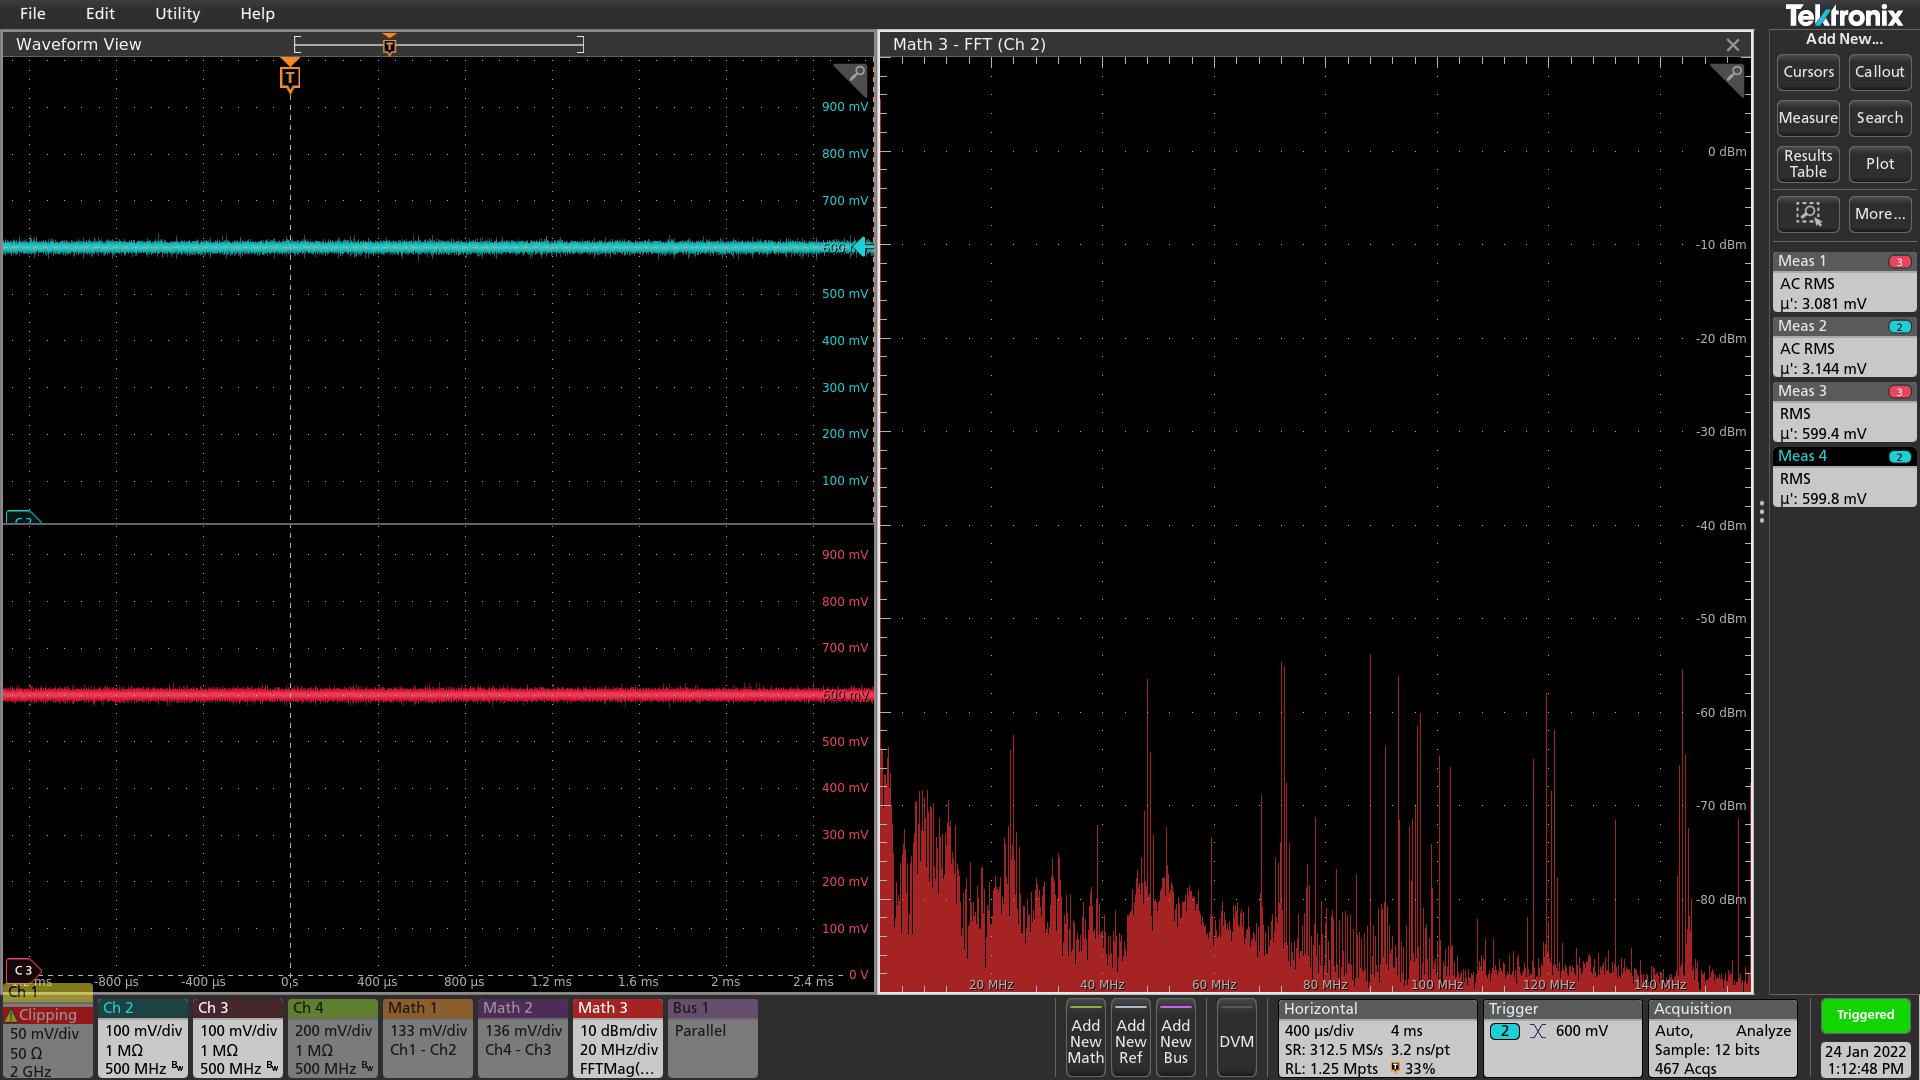 File Edit Utility Help
Tektronix
Waveform View
T
T
900 mV
800 mV
700 mV
500 mV
400 mV
300 mV
200 mV
100 mV
900 mV
800 mV
700 mV
600 mV
500 mV
400 mV
300 mV
200 mV
100 mV
0 V
C 3
-800 µs -400 µs 0 s 400 µs 800 µs 1.2 ms 1.6 ms 2 ms 2.4 ms
Math 3 - FFT (Ch 2)
0 dBm
-10 dBm
-20 dBm
-30 dBm
-40 dBm
-50 dBm
-60 dBm
-70 dBm
-80 dBm
20 MHz 40 MHz 60 MHz 80 MHz 100 MHz 120 MHz 140 MHz
Add New...
Cursors Callout
Measure Search
Results Table Plot
More...
Meas 1 3
AC RMS
µ': 3.081 mV
Meas 2 2
AC RMS
µ': 3.144 mV
Meas 3 3
RMS
µ': 599.4 mV
Meas 4 2
RMS
µ': 599.8 mV
Ch 1
Clipping
50 mV/div
50 Ω
2 GHz
Ch 2
100 mV/div
1 MΩ
500 MHz Bw
Ch 3
100 mV/div
1 MΩ
500 MHz Bw
Ch 4
200 mV/div
1 MΩ
500 MHz Bw
Math 1
133 mV/div
Ch1 - Ch2
Math 2
136 mV/div
Ch4 - Ch3
Math 3
10 dBm/div
20 MHz/div
FFTMag(...
Bus 1
Parallel
Add New Math
Add New Ref
Add New Bus
DVM
Horizontal
400 µs/div 4 ms
SR: 312.5 MS/s 3.2 ns/pt
RL: 1.25 Mpts 33%
Trigger
2 600 mV
Acquisition
Auto, Analyze
Sample: 12 bits
467 Acqs
Triggered
24 Jan 2022
1:12:48 PM